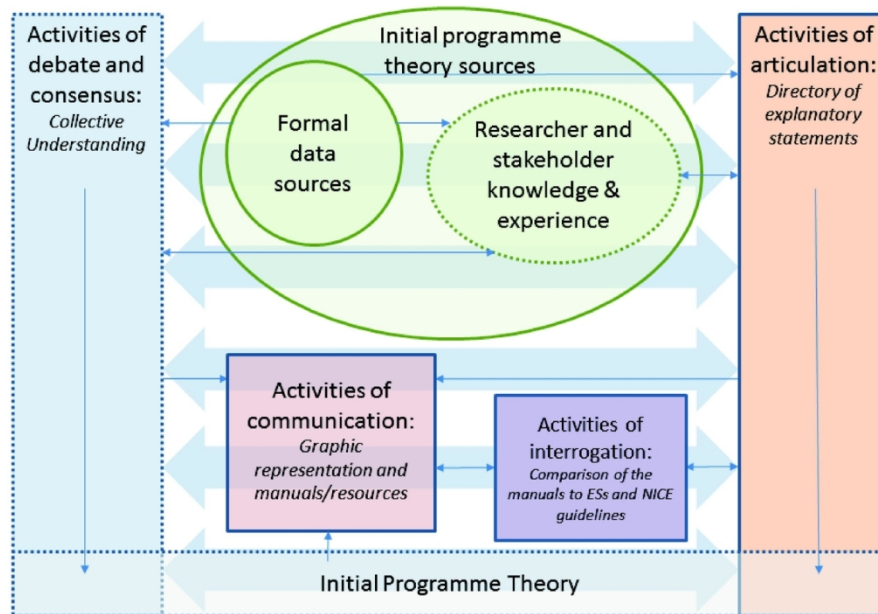 Activities of
debate and
consensus:
Collective
Understanding
Initial programme
theory sources
Formal
data
sources
Researcher and
stakeholder
knowledge &
experience
Activities of
articulation:
Directory of
explanatory
statements
Activities of
communication:
Graphic
representation and
manuals/resources
Activities of
interrogation:
Comparison of the
manuals to ESs and NICE
guidelines
Initial Programme Theory